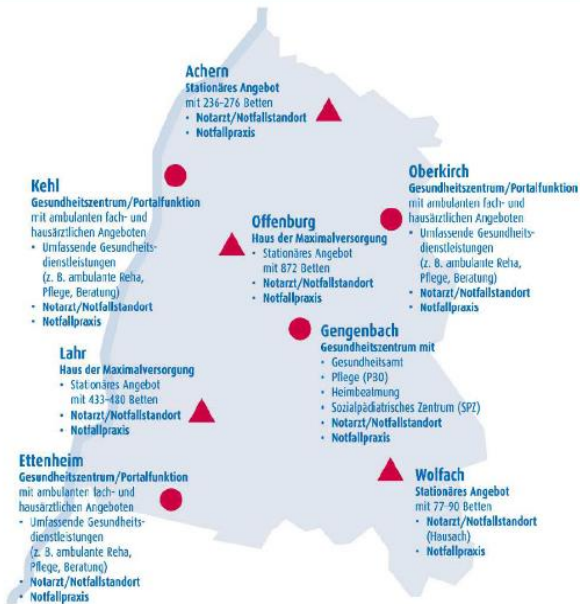 Achern
Stationäres Angebot
mit 236–276 Betten
• Notarzt/Notfallstandort
• Notfallpraxis
Kehl
Gesundheitszentrum/Portalfunktion
mit ambulanten fach- und
hausärztlichen Angeboten
• Umfassende Gesundheits-
dienstleistungen
(z. B. ambulante Reha,
Pflege, Beratung)
• Notarzt/Notfallstandort
• Notfallpraxis
Oberkirch
Gesundheitszentrum/Portalfunktion
mit ambulanten fach- und
hausärztlichen Angeboten
• Umfassende Gesundheits-
dienstleistungen
(z. B. ambulante Reha,
Pflege, Beratung)
• Notarzt/Notfallstandort
• Notfallpraxis
Offenburg
Haus der Maximalversorgung
• Stationäres Angebot
mit 872 Betten
• Notarzt/Notfallstandort
• Notfallpraxis
Gengenbach
Gesundheitszentrum mit
• Gesundheitsamt
• Pflege (PBO)
• Heimbeatmung
• Sozialpädiatrisches Zentrum (SPZ)
• Notarzt/Notfallstandort
• Notfallpraxis
Lahr
Haus der Maximalversorgung
• Stationäres Angebot
mit 433–480 Betten
• Notarzt/Notfallstandort
• Notfallpraxis
Ettenheim
Gesundheitszentrum/Portalfunktion
mit ambulanten fach- und
hausärztlichen Angeboten
• Umfassende Gesundheits-
dienstleistungen
(z. B. ambulante Reha,
Pflege, Beratung)
• Notarzt/Notfallstandort
• Notfallpraxis
Wolfach
Stationäres Angebot
mit 77–90 Betten
• Notarzt/Notfallstandort
(Hausach)
• Notfallpraxis